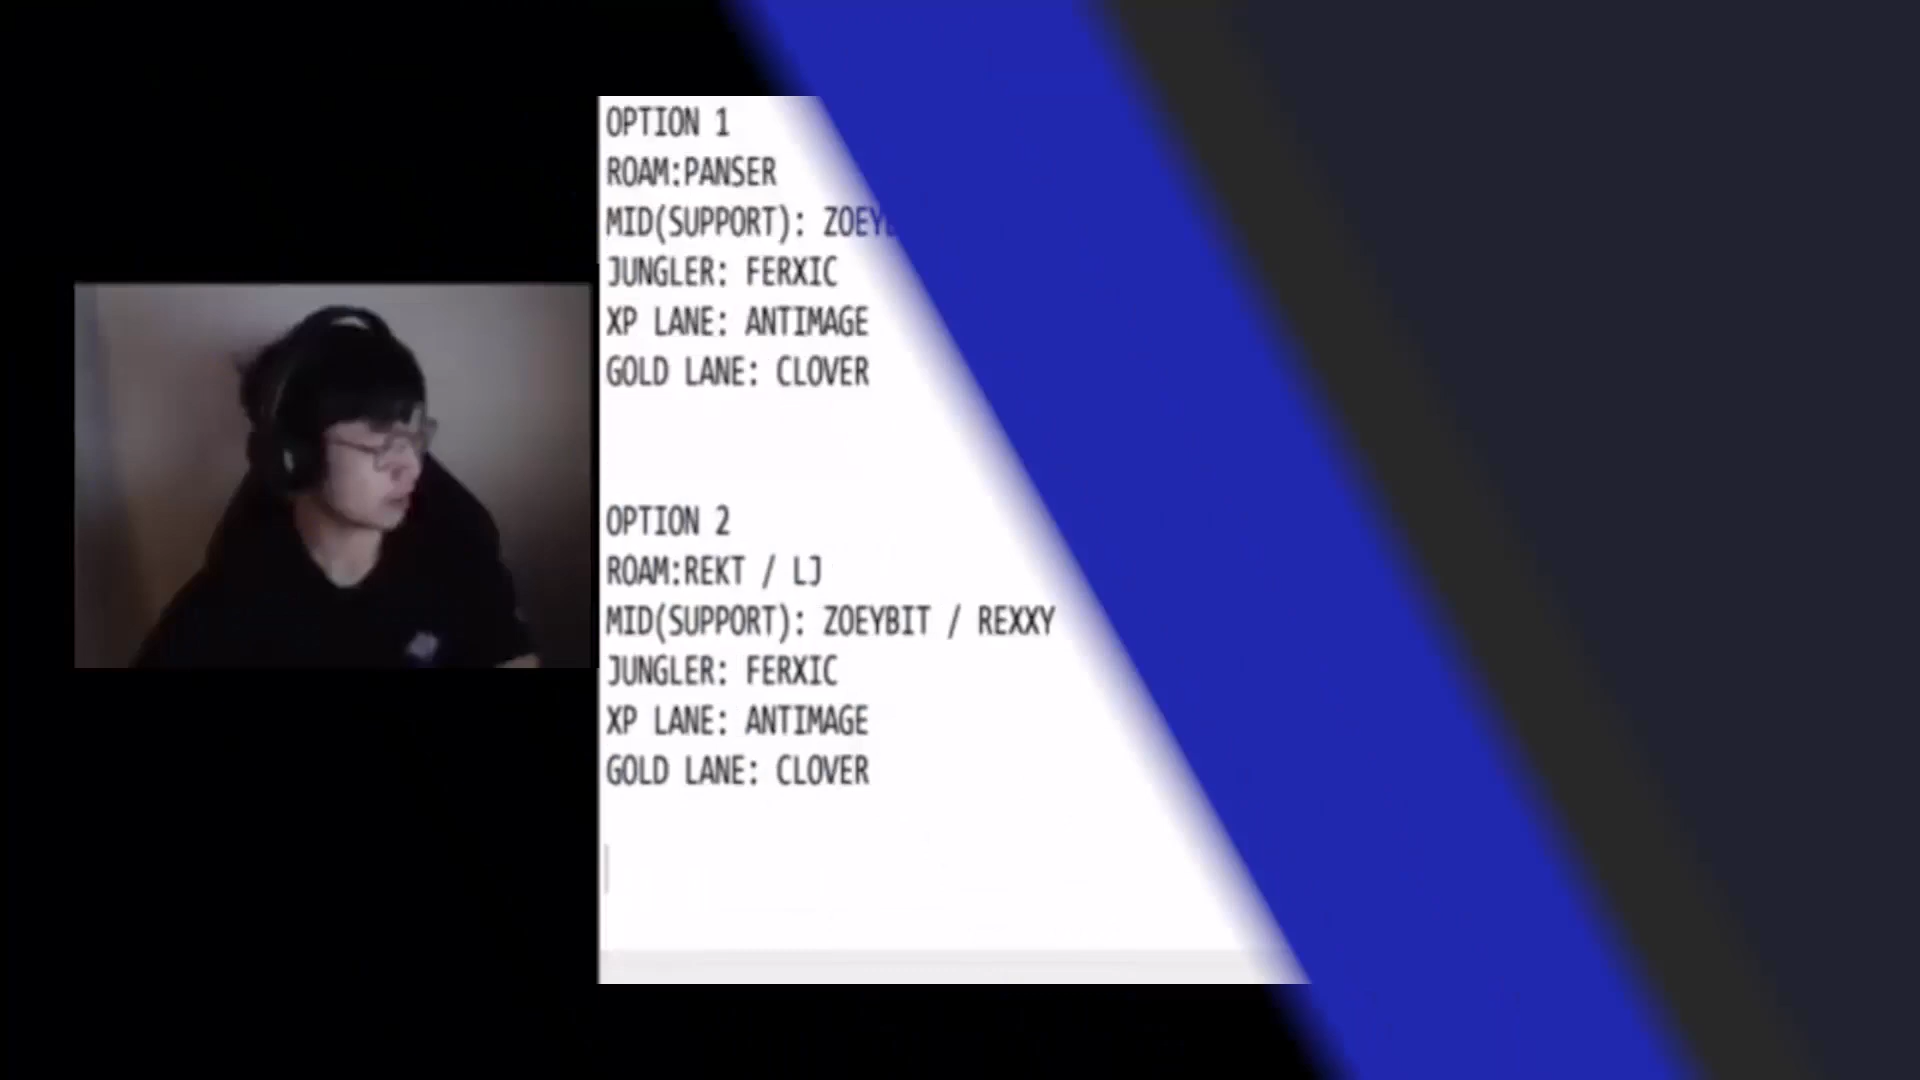 OPTION 1
ROAM:PANSER
MID(SUPPORT):
JUNGLER: FERXIC
XP LANE: ANTIMAGE
GOLD LANE: CLOVER
OPTION 2
ROAM:REKT / LJ
MID(SUPPORT): ZOEYBIT / REXXY
JUNGLER: FERXIC
XP LANE: ANTIMAGE
GOLD LANE: CLOVER